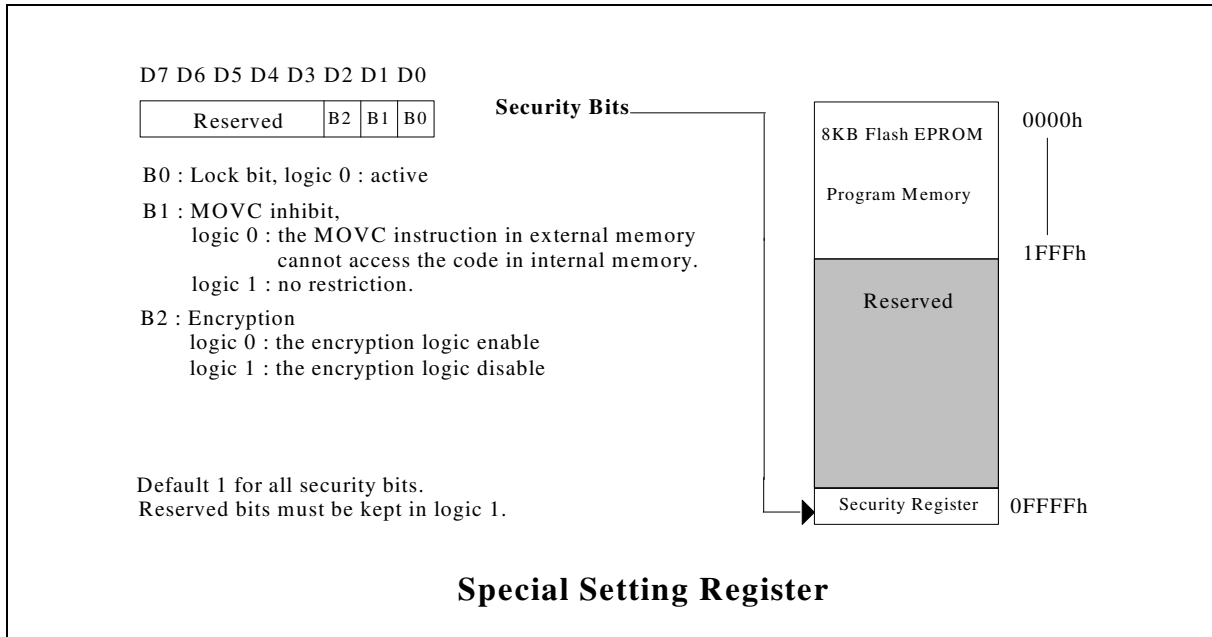 D7 D6 D5 D4 D3 D2 D1 D0
Reserved B2 B1 B0
Security Bits
B0 : Lock bit, logic 0 : active
B1 : MOVC inhibit,
logic 0 : the MOVC instruction in external memory
cannot access the code in internal memory.
logic 1 : no restriction.
B2 : Encryption
logic 0 : the encryption logic enable
logic 1 : the encryption logic disable
Default 1 for all security bits.
Reserved bits must be kept in logic 1.
8KB Flash EPROM
Program Memory
0000h
1FFFh
Reserved
Security Register
0FFFFh
Special Setting Register